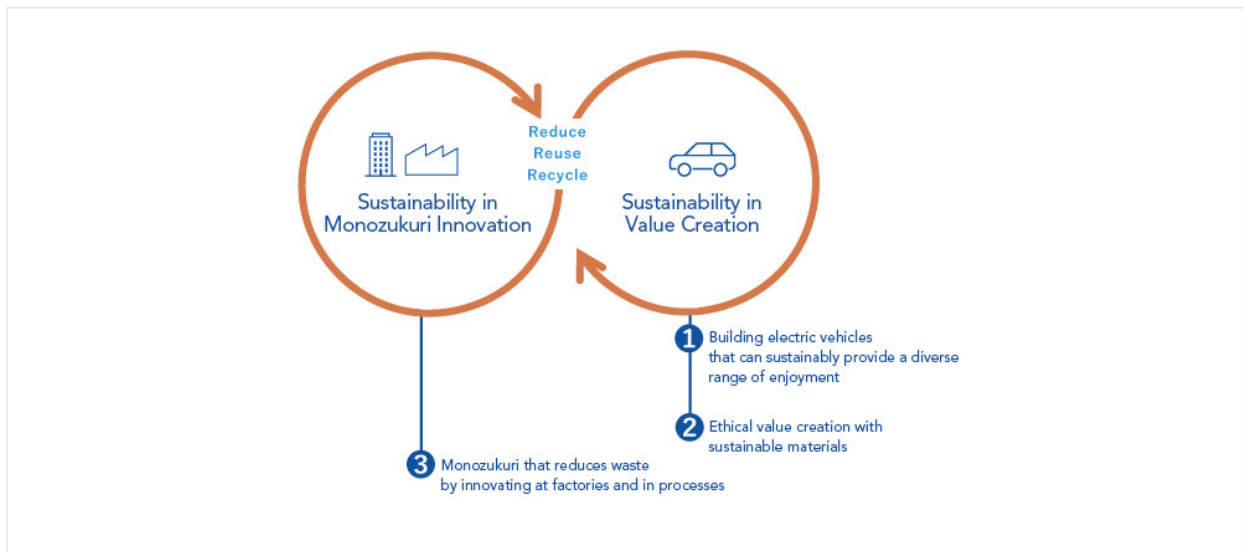 Reduce
Reuse
Recycle
Sustainability in
Monozukuri Innovation
Sustainability in
Value Creation
1 Building electric vehicles
that can sustainably provide a diverse
range of enjoyment
2 Ethical value creation with
sustainable materials
3 Monozukuri that reduces waste
by innovating at factories and in processes